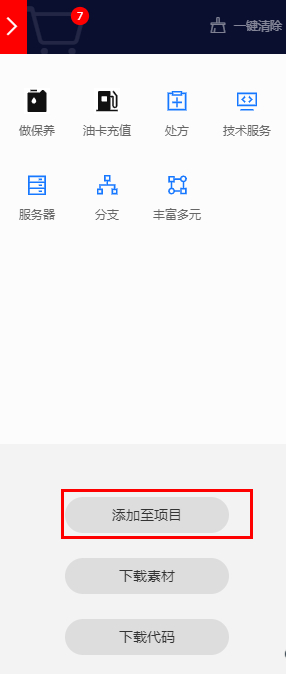 7
一键清除
做保养 油卡充值 处方 技术服务
服务器 分支 丰富多元
添加至项目
下载素材
下载代码